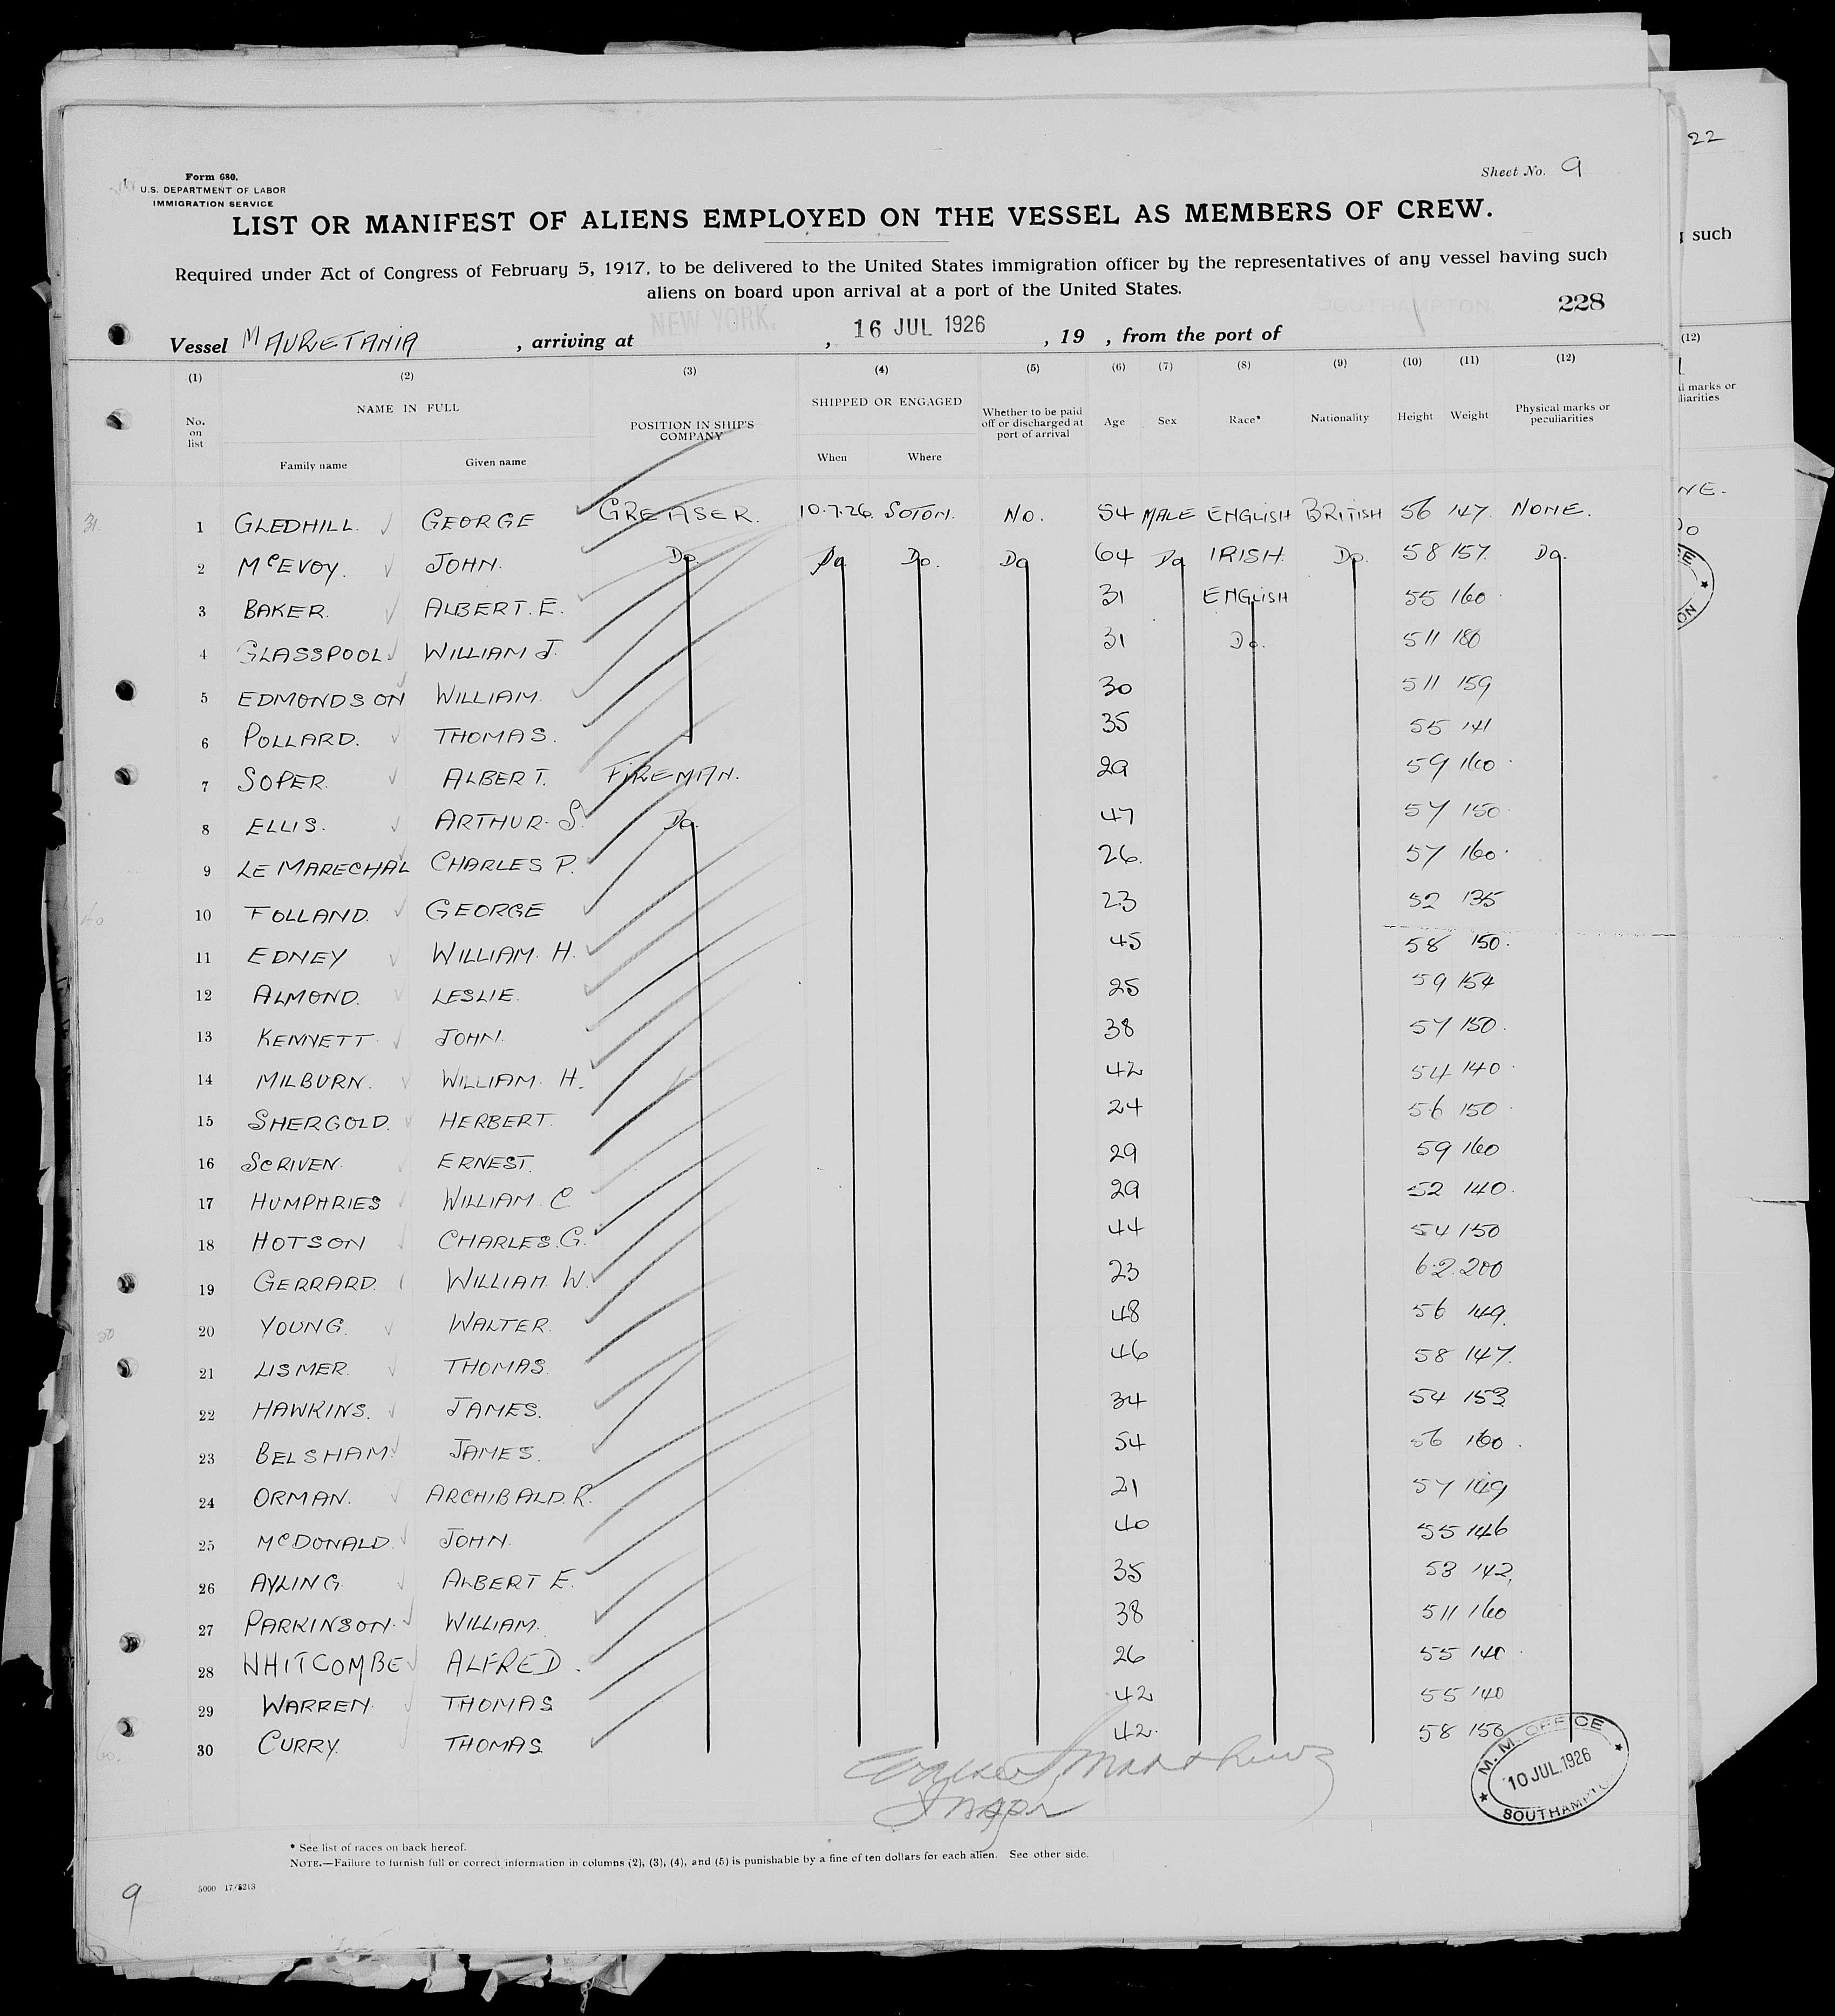 22
such
(12)
l marks or
liarities
NE.
Do
Form 680.
U.S. DEPARTMENT OF LABOR
IMMIGRATION SERVICE
Sheet No. 9
LIST OR MANIFEST OF ALIENS EMPLOYED ON THE VESSEL AS MEMBERS OF CREW.
Required under Act of Congress of February 5, 1917, to be delivered to the United States immigration officer by the representatives of any vessel having such
aliens on board upon arrival at a port of the United States.
228
Vessel MAURETANIA, arriving at NEW YORK., 16 JUL 1926, 19 , from the port of SOUTHAMPTON.
(1) (2) (3) (4) (5) (6) (7) (8) (9) (10) (11) (12)
No. on list NAME IN FULL POSITION IN SHIP'S COMPANY SHIPPED OR ENGAGED Whether to be paid off or discharged at port of arrival Age Sex Race* Nationality Height Weight Physical marks or peculiarities
Family name Given name When Where
31.
1 GLEDHILL. GEORGE GREASER. 10.7.26. SOTON. No. 54 MALE ENGLISH BRITISH 56 147. NONE.
2 McEVOY. JOHN. Do. Do. Do. Do 64 Do IRISH. Do. 58 157. Do.
3 BAKER. ALBERT. E. 31 ENGLISH 55 160
4 GLASSPOOL WILLIAM J. 31 Do. 511 180
5 EDMONDSON WILLIAM. 30 511 159
6 POLLARD. THOMAS. 35 55 141
7 SOPER. ALBERT. FIREMAN. 29 59 160
8 ELLIS. ARTHUR. S. Do. 47 57 150
9 LE MARECHAL CHARLES P. 26. 57 160
10 FOLLAND. GEORGE 23 52 135
11 EDNEY WILLIAM. H. 45 58 150.
12 ALMOND. LESLIE. 25 59 154
13 KENNETT. JOHN. 38 57 150.
14 MILBURN. WILLIAM. H. 42 54 140
15 SHERGOLD. HERBERT. 24 56 150
16 SCRIVEN. ERNEST. 29 59 160
17 HUMPHRIES WILLIAM. C. 29 52 140.
18 HOTSON CHARLES. G. 44 54 150
19 GERRARD. WILLIAM. W. 23 6.2. 200
20 YOUNG. WALTER. 48 56 149.
21 LISMER. THOMAS. 46 58 147.
22 HAWKINS. JAMES. 34 54 153
23 BELSHAM. JAMES. 54 56 160.
24 ORMAN. ARCHIBALD. R. 21 57 149
25 McDONALD. JOHN. 40 55 146
26 AYLING. ALBERT E. 35 53 142.
27 PARKINSON. WILLIAM. 38 511 160
28 WHITCOMBE ALFRED. 26 55 140
29 WARREN. THOMAS 42 55 140
30 CURRY. THOMAS 42. 58 150
M. M. OFFICE
10 JUL. 1926
SOUTHAMPTON
* See list of races on back hereof.
NOTE.—Failure to furnish full or correct information in columns (2), (3), (4), and (5) is punishable by a fine of ten dollars for each alien. See other side.
9